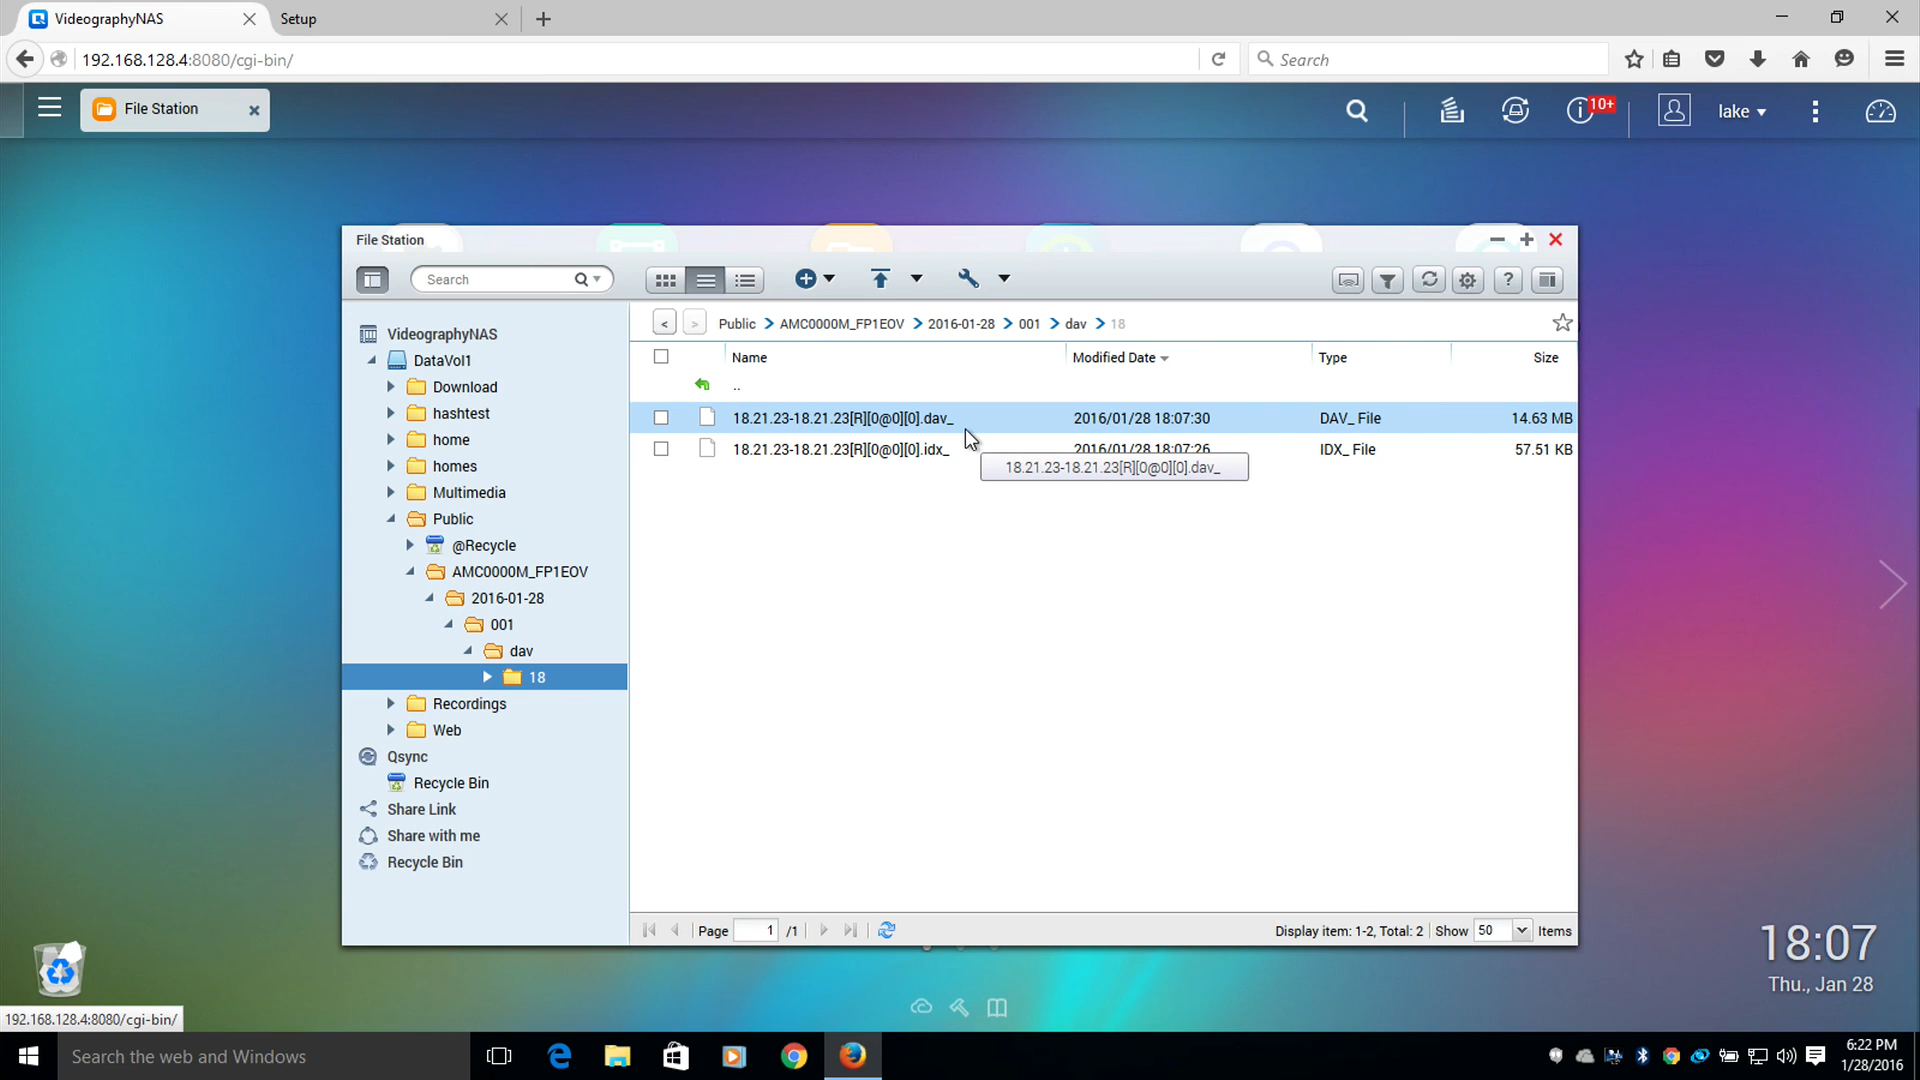 VideographyNAS
Setup
192.168.128.4:8080/cgi-bin/
Search
File Station
10+
lake
File Station
Search
Public > AMC0000M_FP1EOV > 2016-01-28 > 001 > dav > 18
Name Modified Date Type Size
..
18.21.23-18.21.23[R][0@0][0].dav_ 2016/01/28 18:07:30 DAV_ File 14.63 MB
18.21.23-18.21.23[R][0@0][0].idx_ 2016/01/28 18:07:26 IDX_ File 57.51 KB
18.21.23-18.21.23[R][0@0][0].dav_
VideographyNAS
DataVol1
Download
hashtest
home
homes
Multimedia
Public
@Recycle
AMC0000M_FP1EOV
2016-01-28
001
dav
18
Recordings
Web
Qsync
Recycle Bin
Share Link
Share with me
Recycle Bin
Page 1 /1
Display item: 1-2, Total: 2 | Show 50 Items
18:07
Thu., Jan 28
192.168.128.4:8080/cgi-bin/
Search the web and Windows
6:22 PM
1/28/2016